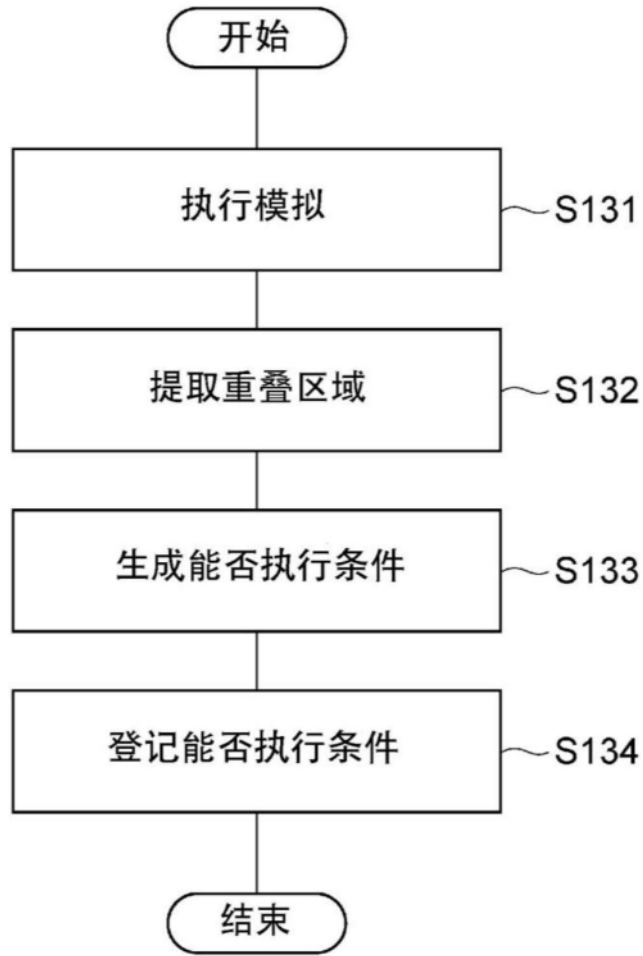 开始
执行模拟
S131
提取重叠区域
S132
生成能否执行条件
S133
登记能否执行条件
S134
结束